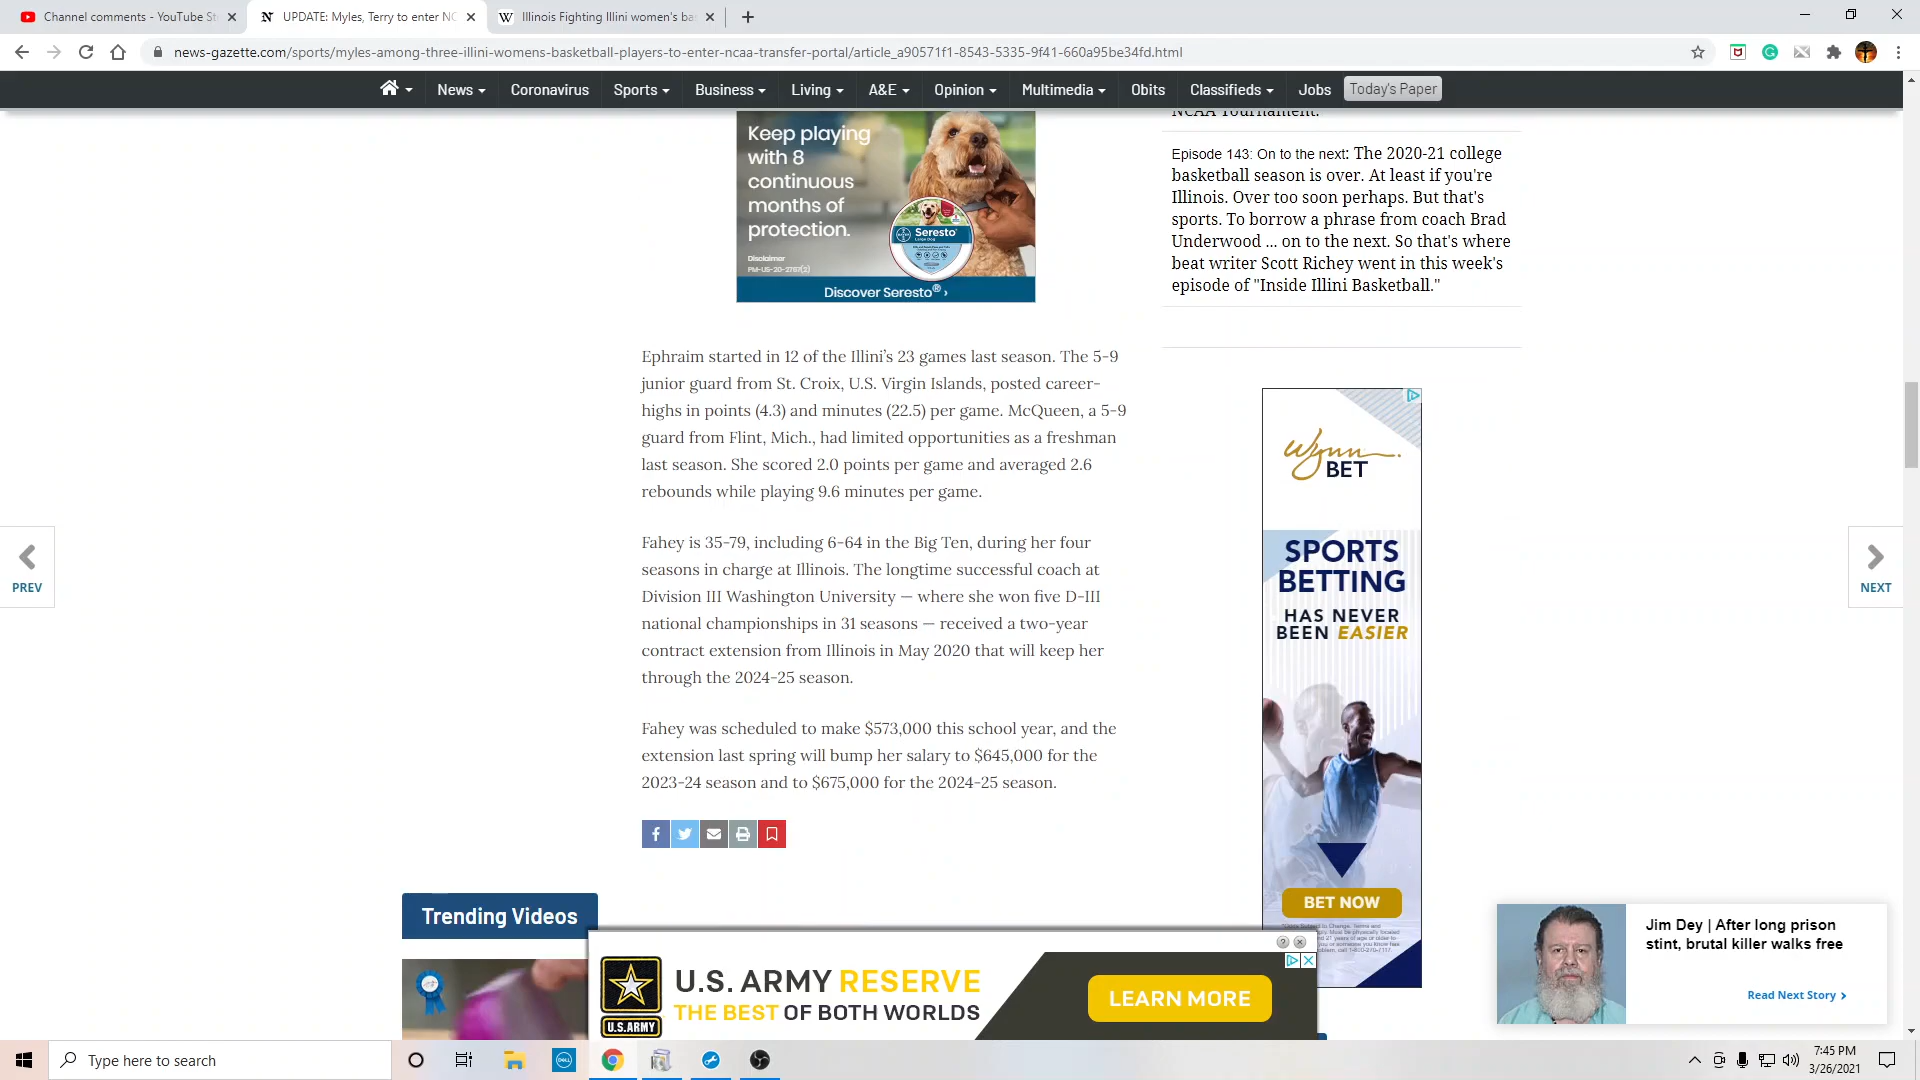 Channel comments - YouTube St
UPDATE: Myles, Terry to enter NC
Illinois Fighting Illini women's ba
news-gazette.com/sports/myles-among-three-illini-womens-basketball-players-to-enter-ncaa-transfer-portal/article_a90571f1-8543-5335-9f41-660a95be34fd.html
News
Coronavirus
Sports
Business
Living
A&E
Opinion
Multimedia
Obits
Classifieds
Jobs
Today's Paper
Keep playing
with 8
continuous
months of
protection.
Disclaimer
Seresto
Discover Seresto® ›
NCAA Tournament.
Episode 143: On to the next: The 2020-21 college
basketball season is over. At least if you're
Illinois. Over too soon perhaps. But that's
sports. To borrow a phrase from coach Brad
Underwood ... on to the next. So that's where
beat writer Scott Richey went in this week's
episode of "Inside Illini Basketball."
Ephraim started in 12 of the Illini’s 23 games last season. The 5-9
junior guard from St. Croix, U.S. Virgin Islands, posted career-
highs in points (4.3) and minutes (22.5) per game. McQueen, a 5-9
guard from Flint, Mich., had limited opportunities as a freshman
last season. She scored 2.0 points per game and averaged 2.6
rebounds while playing 9.6 minutes per game.
Fahey is 35-79, including 6-64 in the Big Ten, during her four
seasons in charge at Illinois. The longtime successful coach at
Division III Washington University — where she won five D-III
national championships in 31 seasons — received a two-year
contract extension from Illinois in May 2020 that will keep her
through the 2024-25 season.
Fahey was scheduled to make $573,000 this school year, and the
extension last spring will bump her salary to $645,000 for the
2023-24 season and to $675,000 for the 2024-25 season.
PREV
NEXT
Wynn
BET
SPORTS
BETTING
HAS NEVER
BEEN EASIER
BET NOW
Trending Videos
U.S. ARMY RESERVE
THE BEST OF BOTH WORLDS
U.S.ARMY
LEARN MORE
Jim Dey | After long prison
stint, brutal killer walks free
Read Next Story
Type here to search
DELL
7:45 PM
3/26/2021